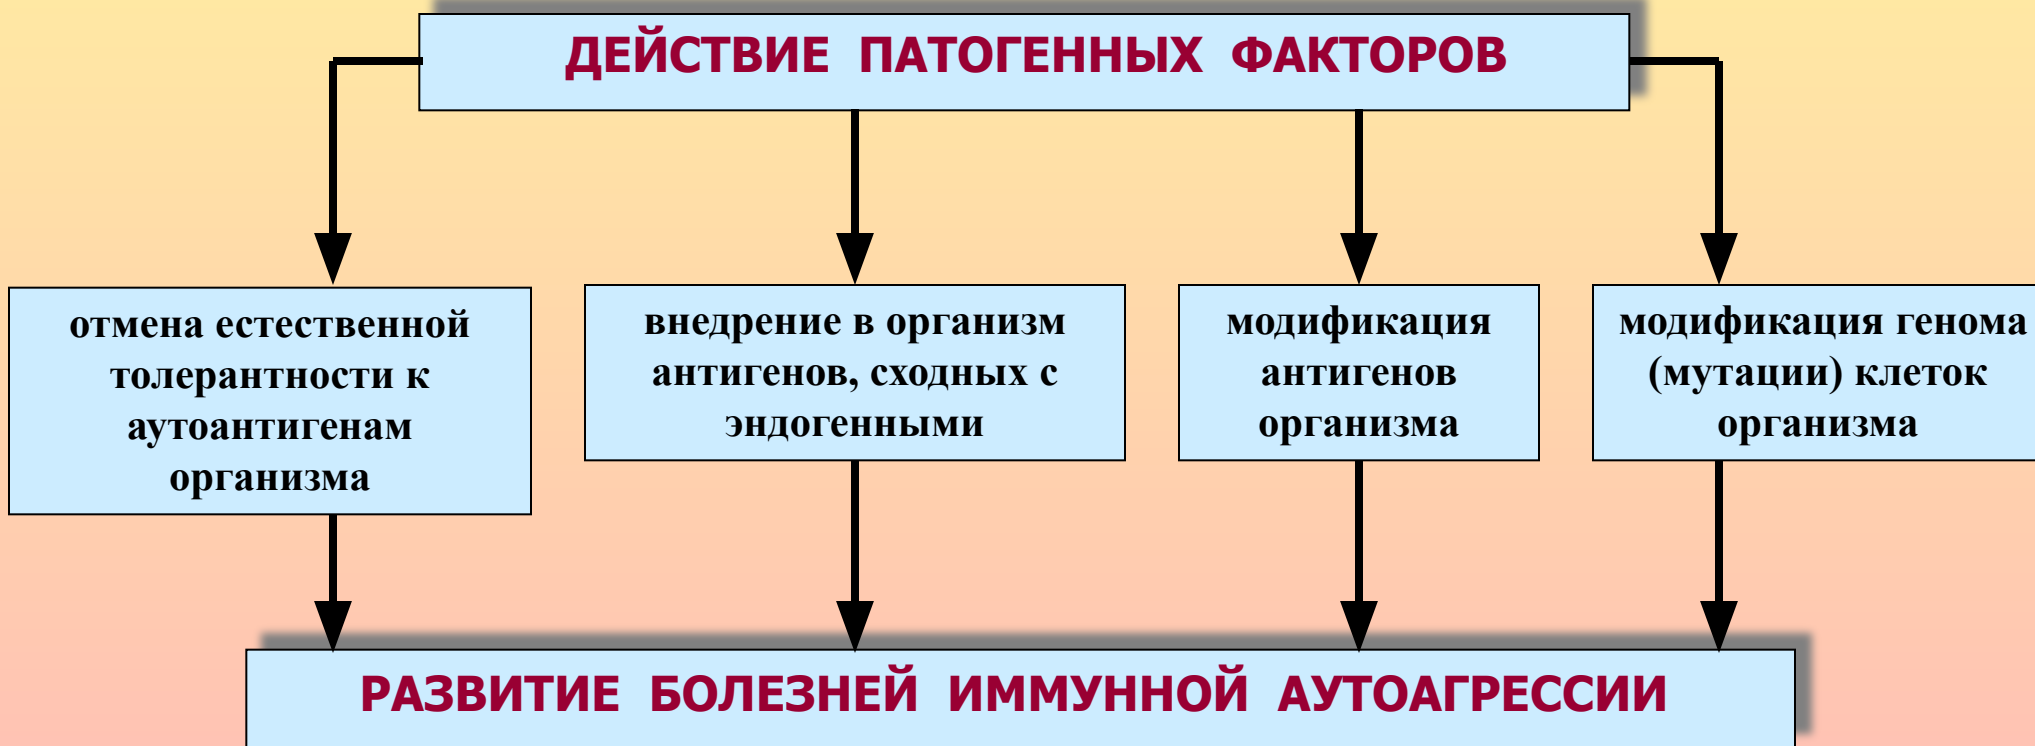 ДЕЙСТВИЕ ПАТОГЕННЫХ ФАКТОРОВ
отмена естественной
толерантности к
аутоантигенам
организма
внедрение в организм
антигенов, сходных с
эндогенными
модификация
антигенов
организма
модификация генома
(мутации) клеток
организма
РАЗВИТИЕ БОЛЕЗНЕЙ ИММУННОЙ АУТОАГРЕССИИ